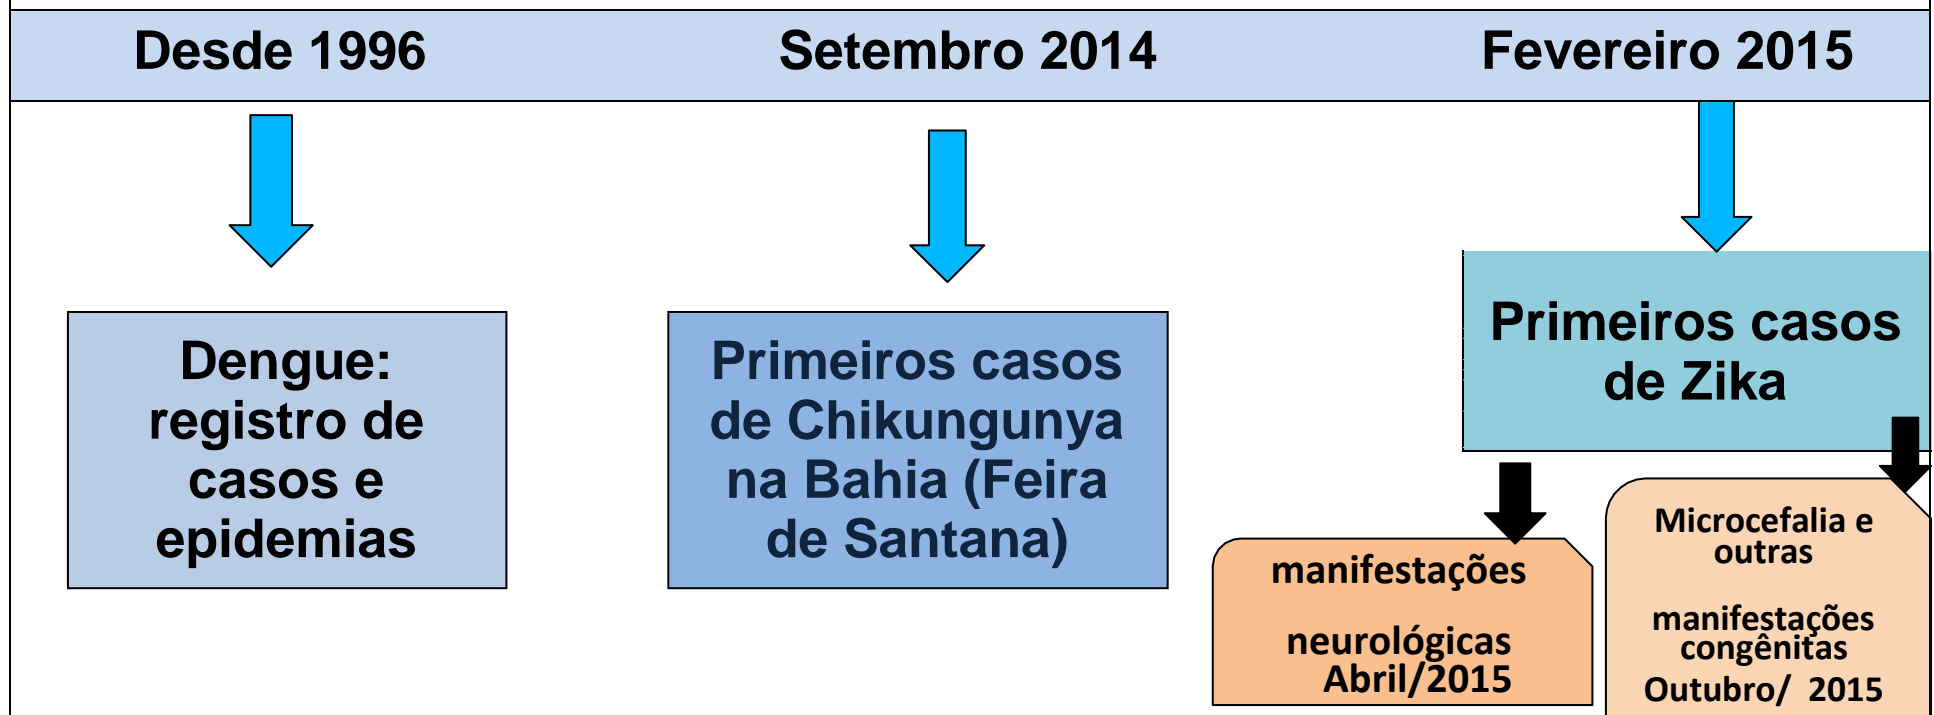 Desde 1996
Setembro 2014
Fevereiro 2015
Dengue:
registro de
casos e
epidemias
Primeiros casos
de Chikungunya
na Bahia (Feira
de Santana)
Primeiros casos
de Zika
manifestações
neurológicas
Abril/2015
Microcefalia e
outras
manifestações
congênitas
Outubro/ 2015